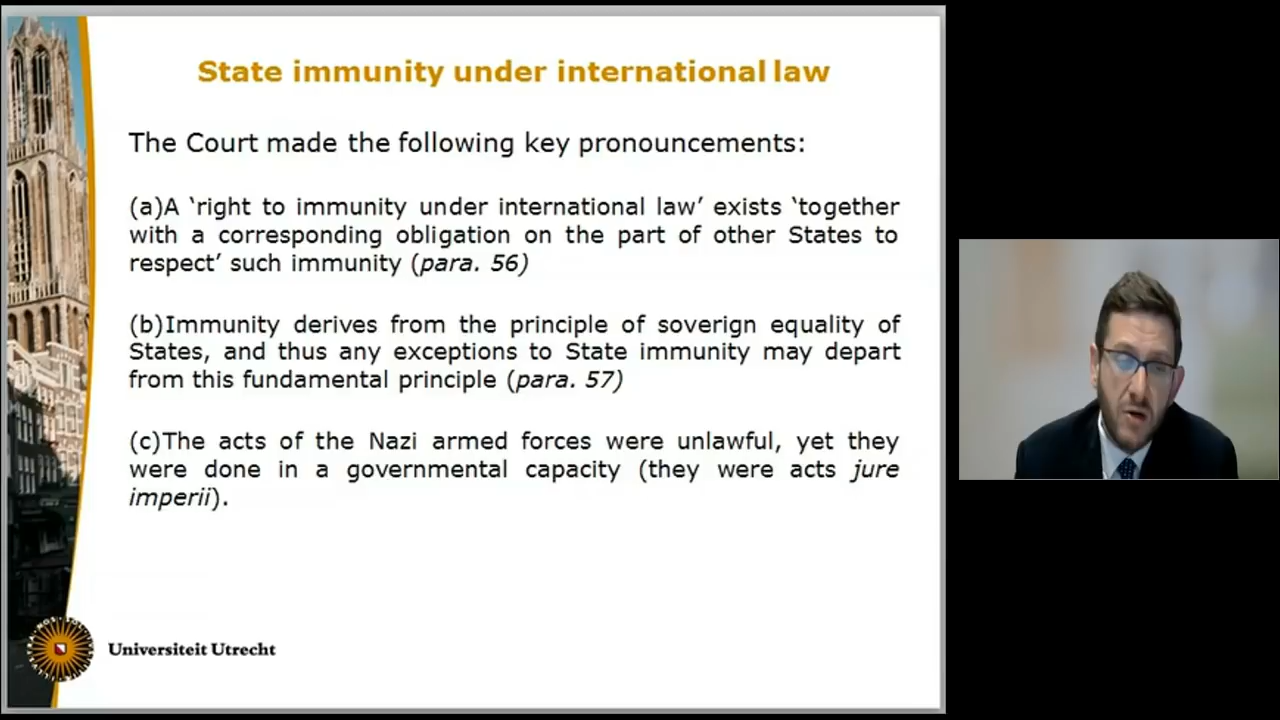 State immunity under international law
The Court made the following key pronouncements:
(a)A ‘right to immunity under international law’ exists ‘together
with a corresponding obligation on the part of other States to
respect’ such immunity (para. 56)
(b)Immunity derives from the principle of soverign equality of
States, and thus any exceptions to State immunity may depart
from this fundamental principle (para. 57)
(c)The acts of the Nazi armed forces were unlawful, yet they
were done in a governmental capacity (they were acts jure
imperii).
Universiteit Utrecht